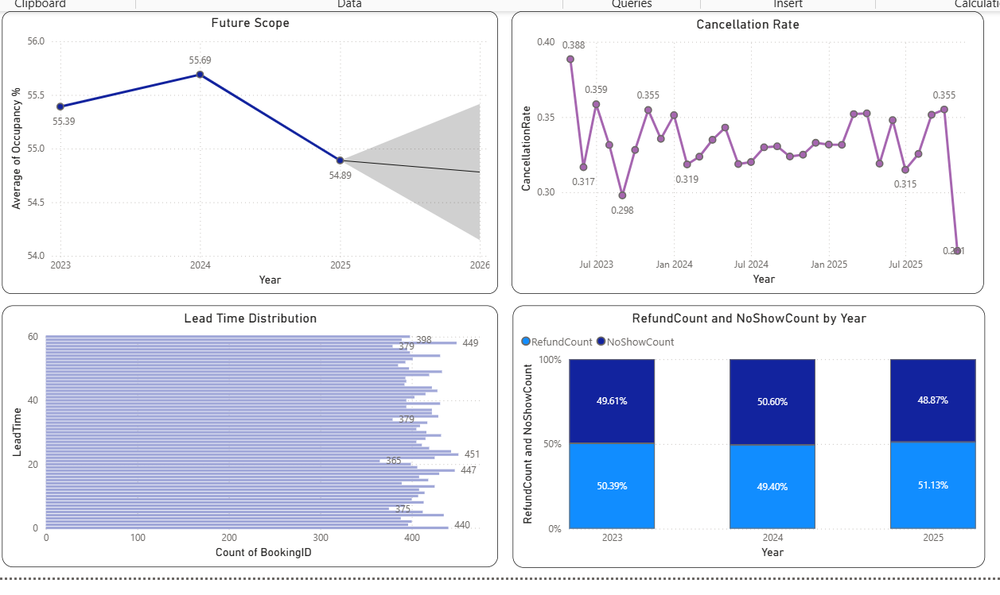 Clipboard Data Queries Insert
Future Scope
56.0
55.5
55.0
54.5
54.0
Average of Occupancy %
55.39
55.69
54.89
2023 2024 2025 2026
Year
Cancellation Rate
0.40
0.35
0.30
CancellationRate
0.388
0.317
0.359
0.298
0.355
0.319
0.315
0.355
Jul 2023 Jan 2024 Jul 2024 Jan 2025 Jul 2025
Year
Lead Time Distribution
60
40
20
0
LeadTime
398
449
379
379
451
365
447
375
440
0 100 200 300 400
Count of BookingID
RefundCount and NoShowCount by Year
RefundCount NoShowCount
100%
50%
0%
RefundCount and NoShowCount
49.61% 50.60% 48.87%
50.39% 49.40% 51.13%
2023 2024 2025
Year